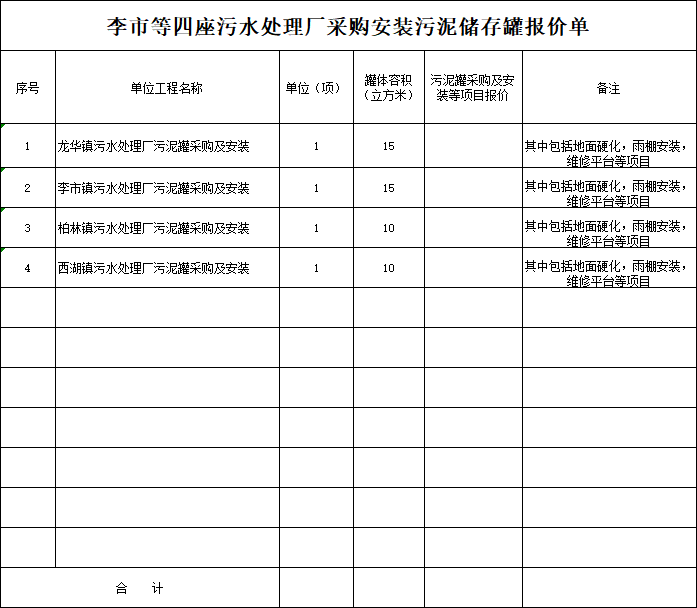 李市等四座污水处理厂采购安装污泥储存罐报价单
序号 单位工程名称 单位（项） 罐体容积（立方米） 污泥罐采购及安装等项目报价 备注
1 龙华镇污水处理厂污泥罐采购及安装 1 15 其中包括地面硬化，雨棚安装，维修平台等项目
2 李市镇污水处理厂污泥罐采购及安装 1 15 其中包括地面硬化，雨棚安装，维修平台等项目
3 柏林镇污水处理厂污泥罐采购及安装 1 10 其中包括地面硬化，雨棚安装，维修平台等项目
4 西湖镇污水处理厂污泥罐采购及安装 1 10 其中包括地面硬化，雨棚安装，维修平台等项目
合 计